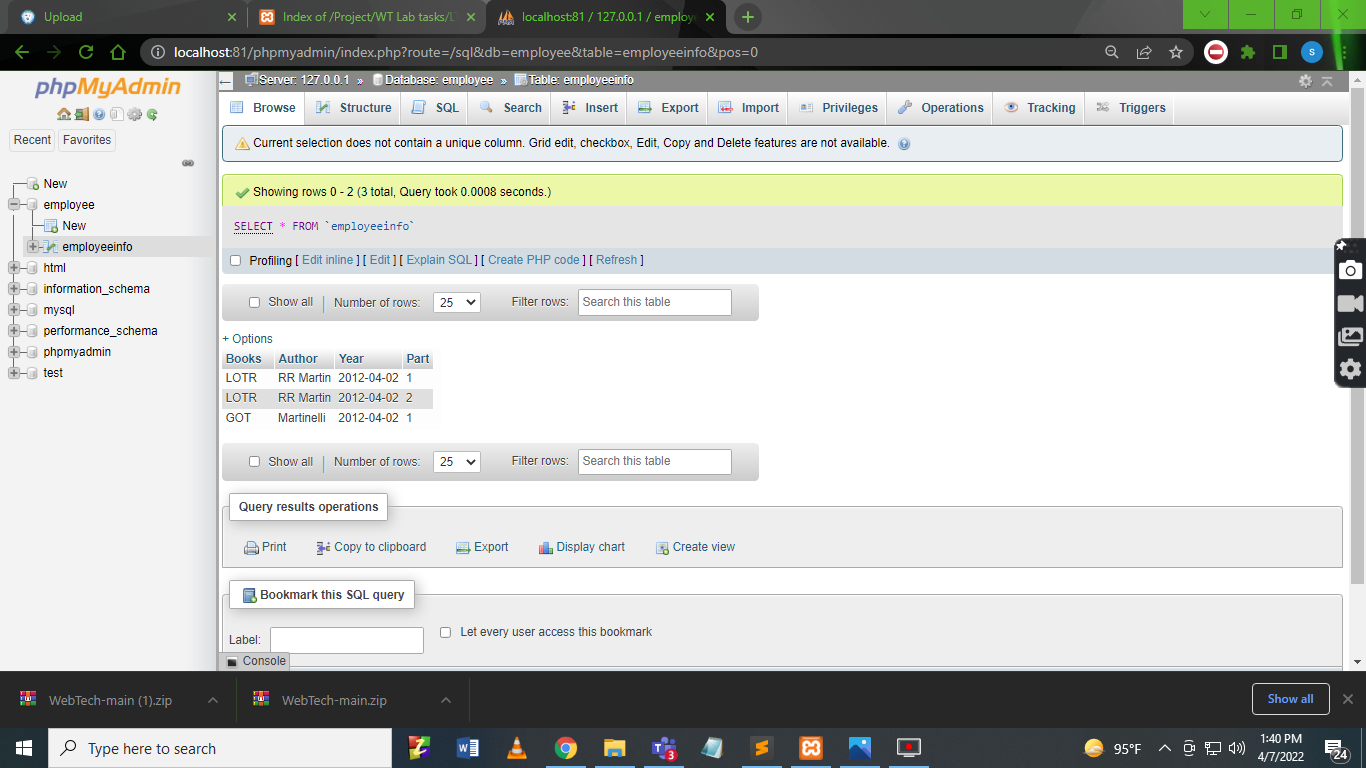 Upload
Index of /Project/WT Lab tasks/L
localhost:81 / 127.0.0.1 / employe
localhost:81/phpmyadmin/index.php?route=/sql&db=employee&table=employeeinfo&pos=0
s
phpMyAdmin
Recent Favorites
New
employee
New
employeeinfo
html
information_schema
mysql
performance_schema
phpmyadmin
test
Server: 127.0.0.1 » Database: employee » Table: employeeinfo
Browse Structure SQL Search Insert Export Import Privileges Operations Tracking Triggers
Current selection does not contain a unique column. Grid edit, checkbox, Edit, Copy and Delete features are not available.
Showing rows 0 - 2 (3 total, Query took 0.0008 seconds.)
SELECT * FROM `employeeinfo`
Profiling [ Edit inline ] [ Edit ] [ Explain SQL ] [ Create PHP code ] [ Refresh ]
Show all | Number of rows: 25 Filter rows: Search this table
+ Options
Books Author Year Part
LOTR RR Martin 2012-04-02 1
LOTR RR Martin 2012-04-02 2
GOT Martinelli 2012-04-02 1
Show all | Number of rows: 25 Filter rows: Search this table
Query results operations
Print Copy to clipboard Export Display chart Create view
Bookmark this SQL query
Label: Let every user access this bookmark
Console
WebTech-main (1).zip WebTech-main.zip Show all
Type here to search
3
95°F
1:40 PM
4/7/2022
24